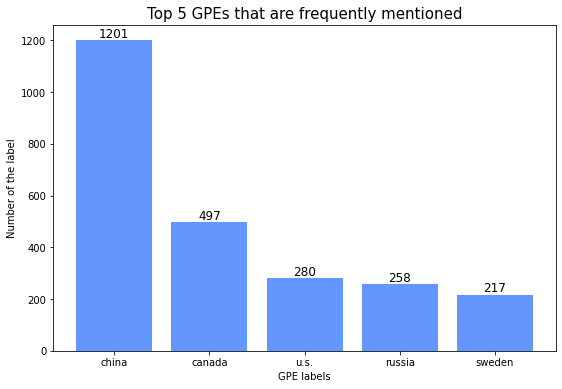 Top 5 GPEs that are frequently mentioned
Number of the label
1200
1000
800
600
400
200
0
1201
497
280
258
217
china
canada
u.s.
russia
sweden
GPE labels